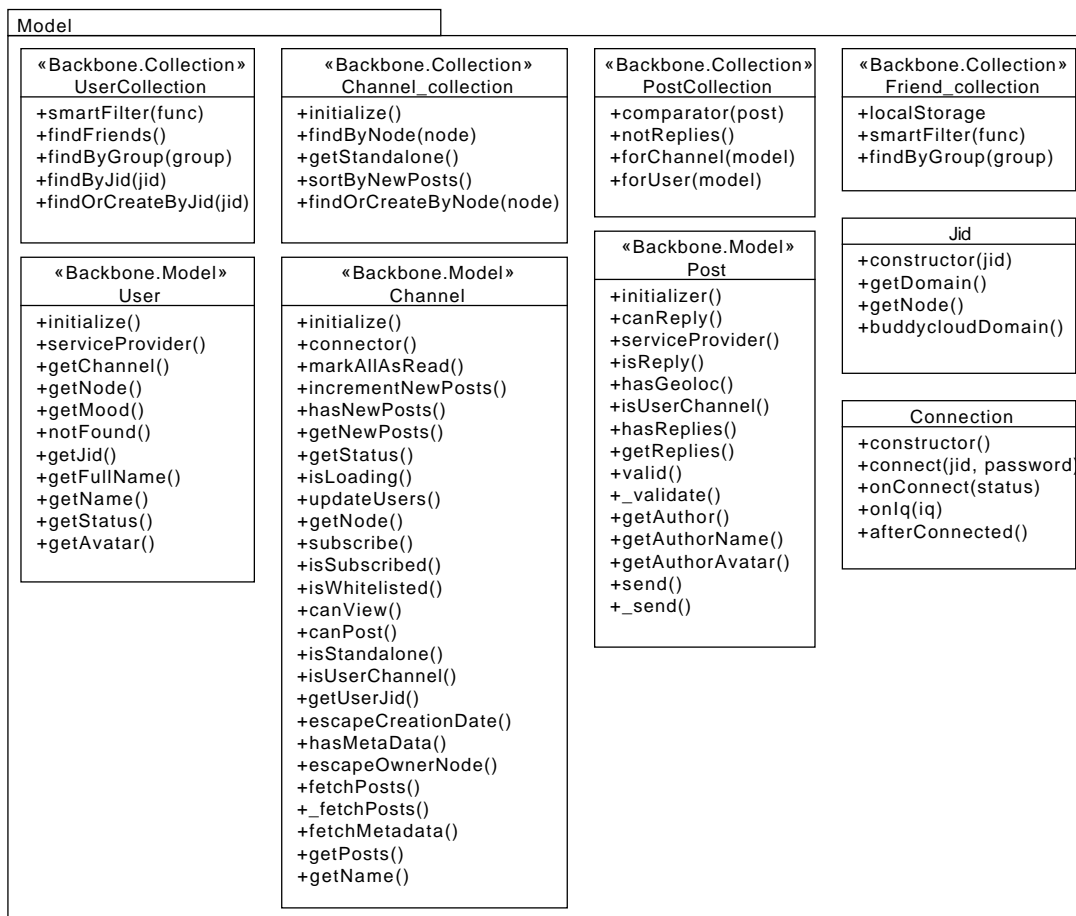 Model
«Backbone.Collection»
UserCollection
+smartFilter(func)
+findFriends()
+findByGroup(group)
+findByJid(jid)
+findOrCreateByJid(jid)
«Backbone.Collection»
Channel_collection
+initialize()
+findByNode(node)
+getStandalone()
+sortByNewPosts()
+findOrCreateByNode(node)
«Backbone.Collection»
PostCollection
+comparator(post)
+notReplies()
+forChannel(model)
+forUser(model)
«Backbone.Collection»
Friend_collection
+localStorage
+smartFilter(func)
+findByGroup(group)
«Backbone.Model»
User
+initialize()
+serviceProvider()
+getChannel()
+getNode()
+getMood()
+notFound()
+getJid()
+getFullName()
+getName()
+getStatus()
+getAvatar()
«Backbone.Model»
Channel
+initialize()
+connector()
+markAllAsRead()
+incrementNewPosts()
+hasNewPosts()
+getNewPosts()
+getStatus()
+isLoading()
+updateUsers()
+getNode()
+subscribe()
+isSubscribed()
+isWhitelisted()
+canView()
+canPost()
+isStandalone()
+isUserChannel()
+getUserJid()
+escapeCreationDate()
+hasMetaData()
+escapeOwnerNode()
+fetchPosts()
+_fetchPosts()
+fetchMetadata()
+getPosts()
+getName()
«Backbone.Model»
Post
+initializer()
+canReply()
+serviceProvider()
+isReply()
+hasGeoloc()
+isUserChannel()
+hasReplies()
+getReplies()
+valid()
+_validate()
+getAuthor()
+getAuthorName()
+getAuthorAvatar()
+send()
+_send()
Jid
+constructor(jid)
+getDomain()
+getNode()
+buddycloudDomain()
Connection
+constructor()
+connect(jid, password)
+onConnect(status)
+onIq(iq)
+afterConnected()